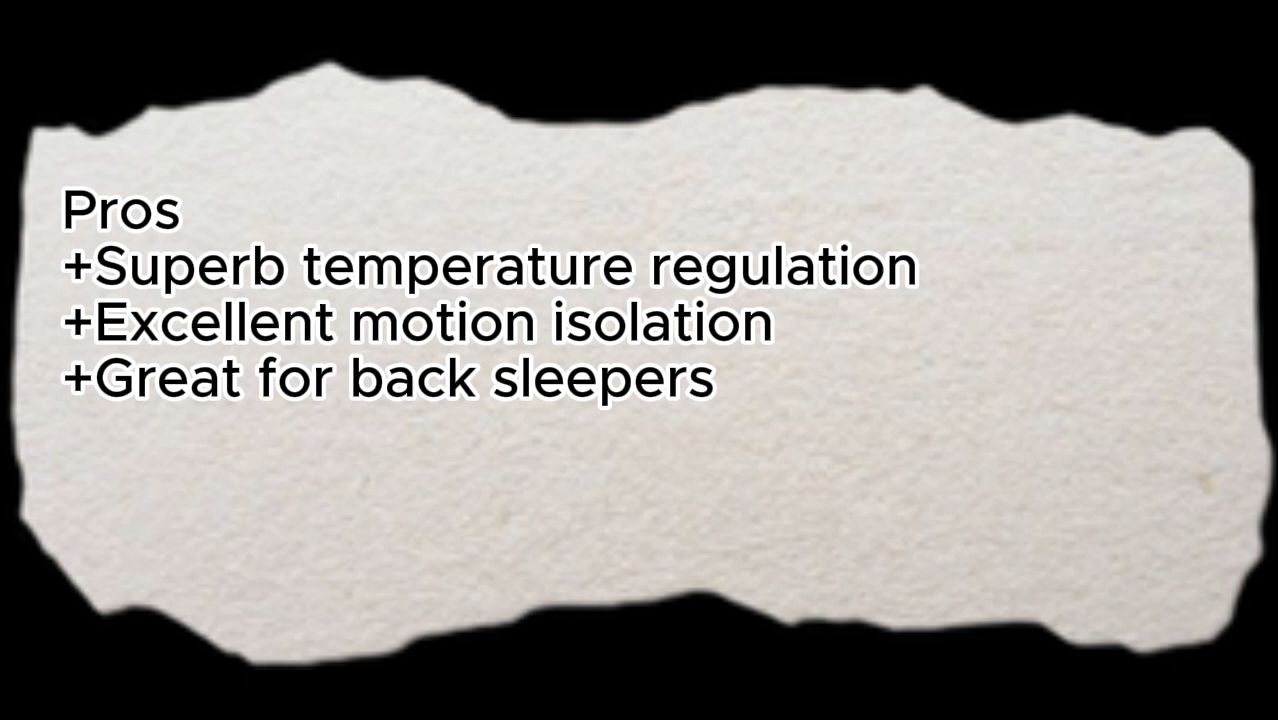 Pros
+Superb temperature regulation
+Excellent motion isolation
+Great for back sleepers